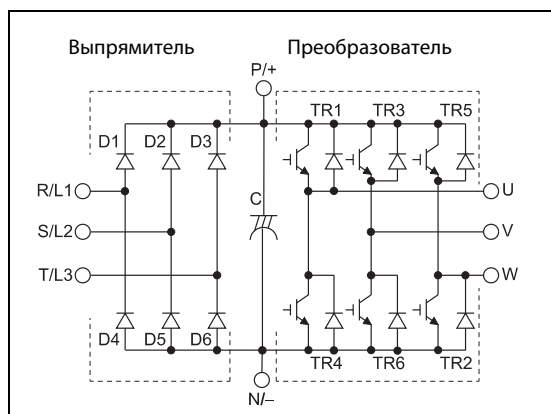 Выпрямитель Преобразователь
P/+
TR1 TR3 TR5
D1 D2 D3
R/L1 U
C
S/L2 V
T/L3 W
D4 D5 D6 TR4 TR6 TR2
N/−